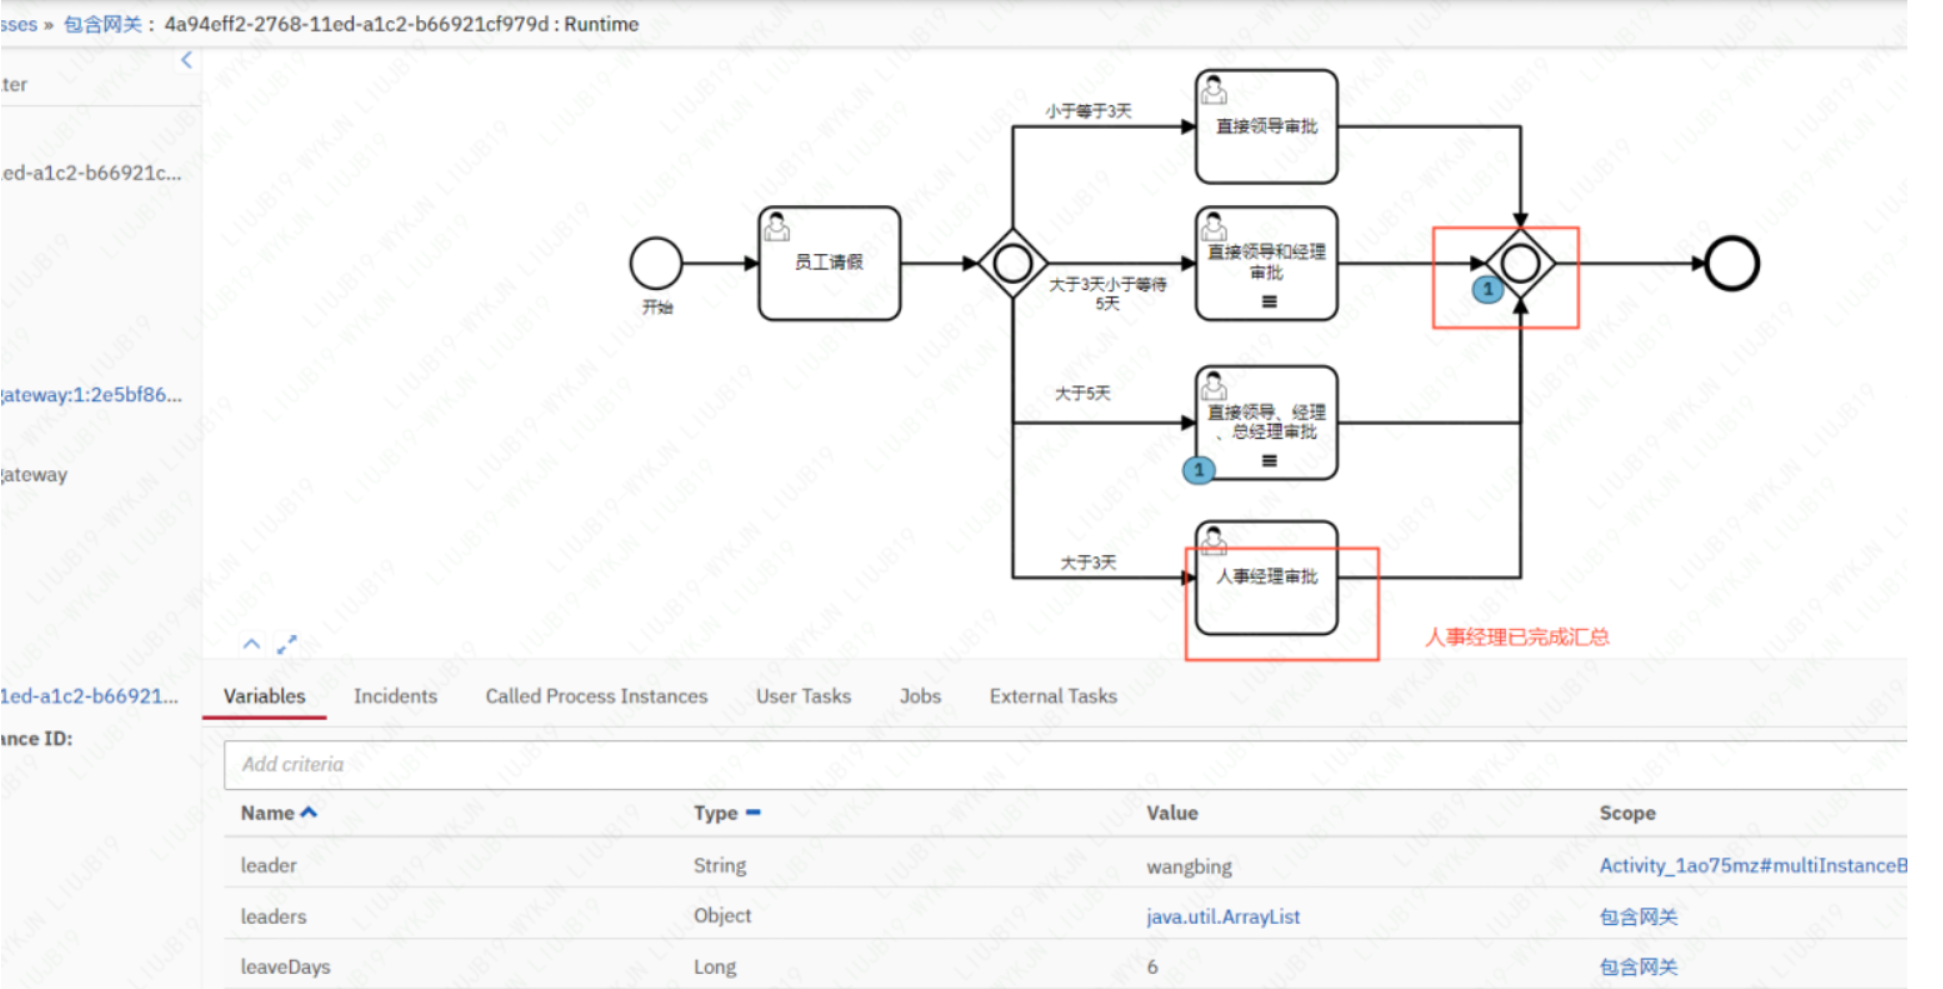 sses » 包含网关 : 4a94eff2-2768-11ed-a1c2-b66921cf979d : Runtime
ter
ed-a1c2-b66921c...
gateway:1:2e5bf86...
gateway
1ed-a1c2-b66921...
ance ID:
开始
员工请假
小于等于3天
直接领导审批
大于3天小于等待
5天
直接领导和经理
审批
1
大于5天
直接领导、经理
、总经理审批
1
大于3天
人事经理审批
人事经理已完成汇总
Variables Incidents Called Process Instances User Tasks Jobs External Tasks
Add criteria
Name Type Value Scope
leader String wangbing Activity_1ao75mz#multiInstanceB
leaders Object java.util.ArrayList 包含网关
leaveDays Long 6 包含网关
LIUJB19-WYKJN LIUJB19